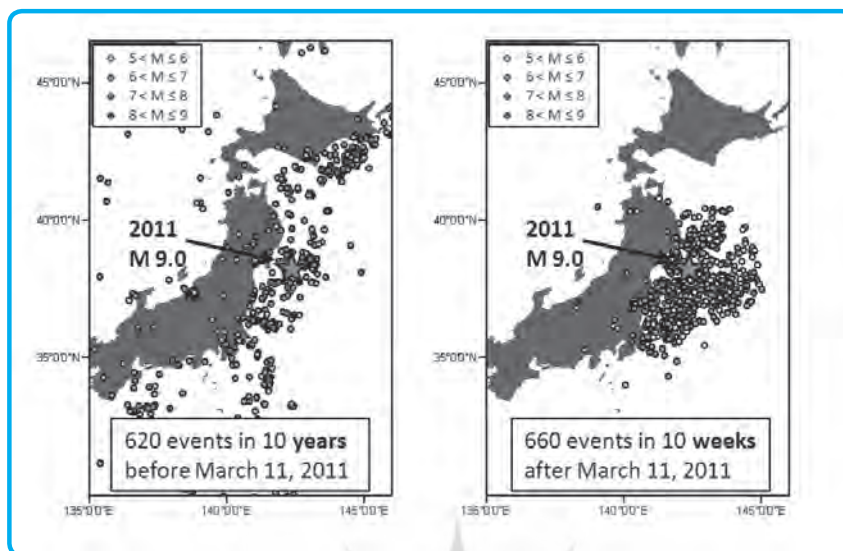 5 < M ≤ 6
6 < M ≤ 7
7 < M ≤ 8
8 < M ≤ 9
45°0'0"N
40°0'0"N
35°0'0"N
2011
M 9.0
620 events in 10 years
before March 11, 2011
135°0'0"E
140°0'0"E
145°0'0"E
5 < M ≤ 6
6 < M ≤ 7
7 < M ≤ 8
8 < M ≤ 9
45°0'0"N
40°0'0"N
35°0'0"N
2011
M 9.0
660 events in 10 weeks
after March 11, 2011
135°0'0"E
140°0'0"E
145°0'0"E